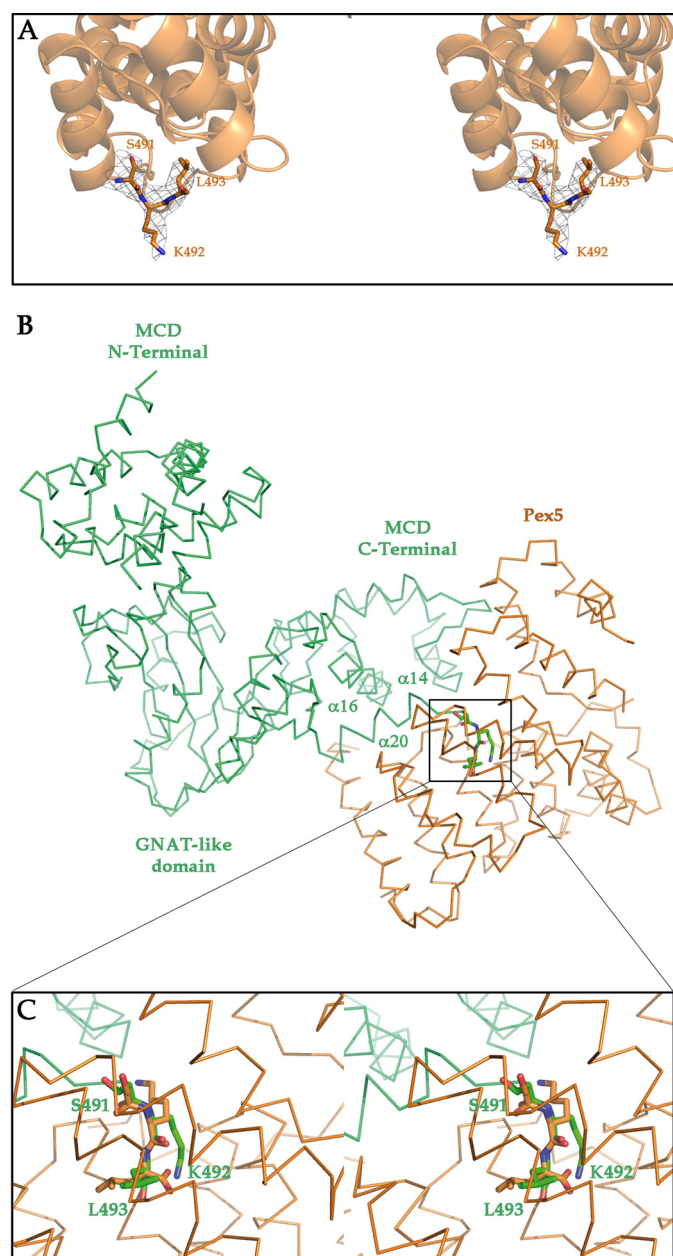 A
S491
L493
K492
S491
L493
K492
B
MCD
N-Terminal
Pex5
MCD
C-Terminal
α14
α16
α20
GNAT-like
domain
C
S491
K492
L493
S491
K492
L493